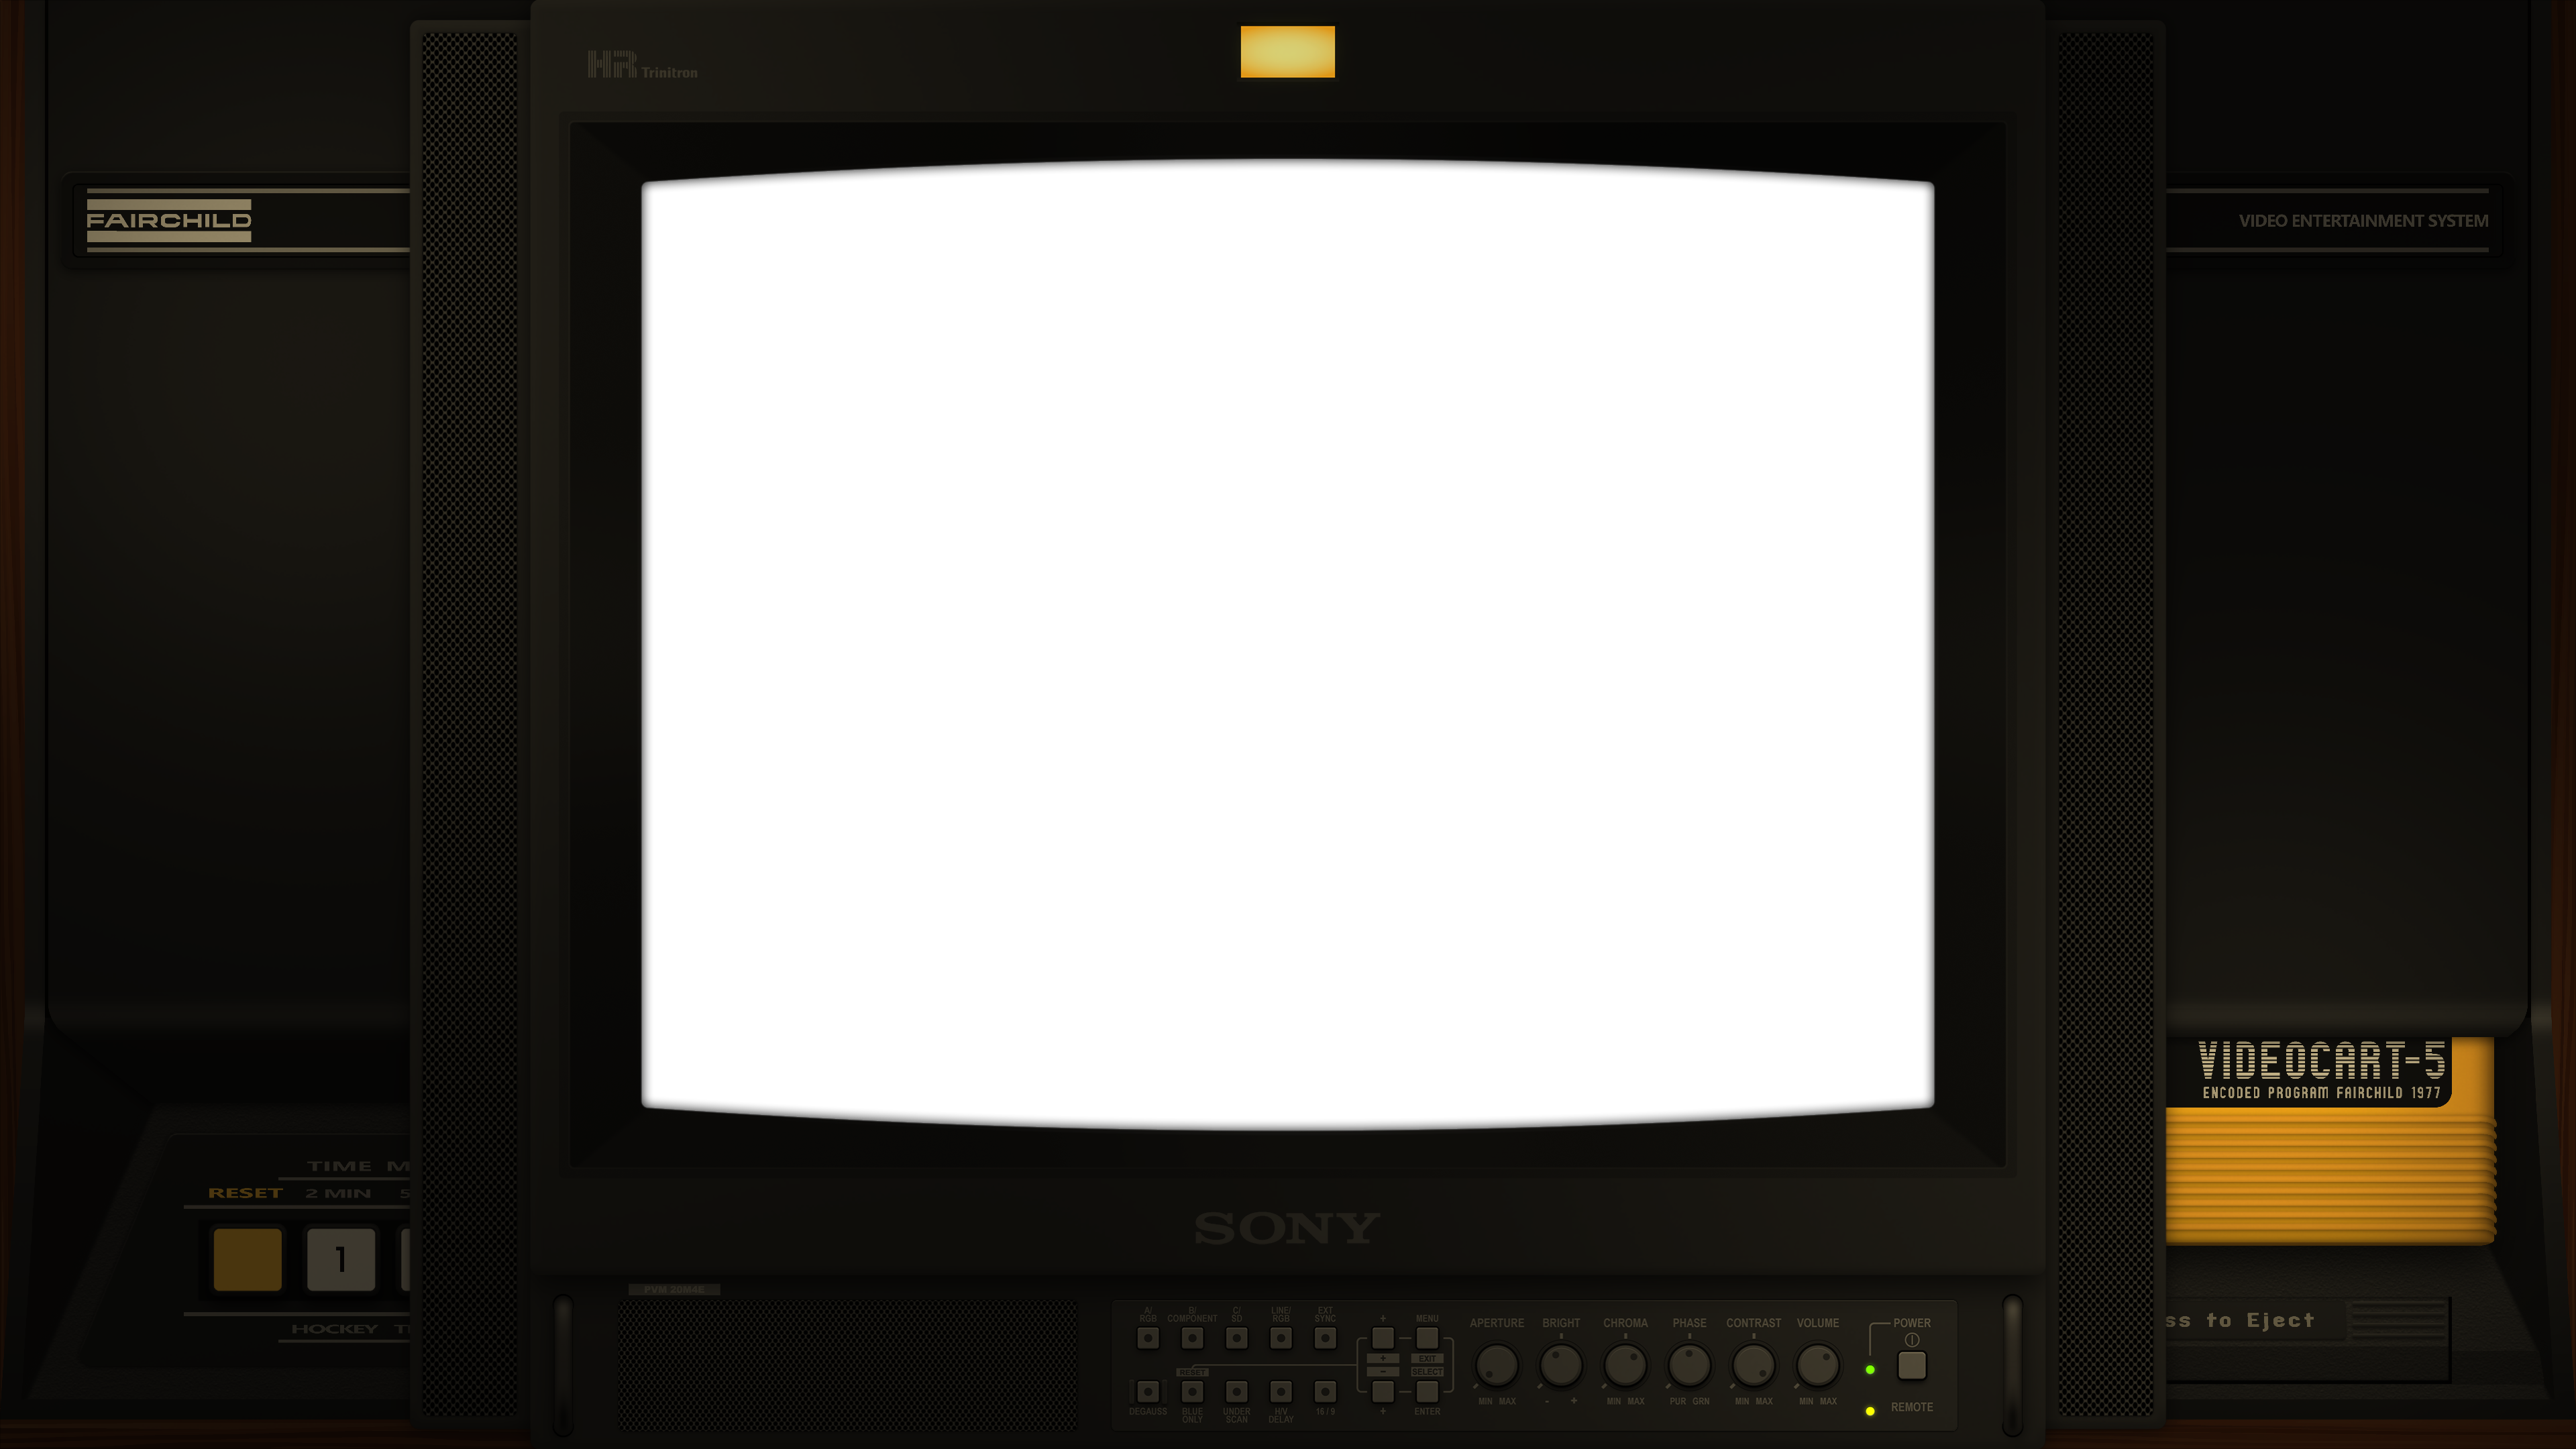 HR Trinitron
FAIRCHILD
VIDEO ENTERTAINMENT SYSTEM
VIDEOCART-5
ENCODED PROGRAM FAIRCHILD 1977
TIME M
RESET 2 MIN 5
1
HOCKEY T
SONY
PVM 20M4E
A/ RGB
B/ COMPONENT
C/ SD
LINE/ RGB
EXT SYNC
+
MENU
+ EXIT
- SELECT
RESET
DEGAUSS
BLUE ONLY
UNDER SCAN
H/V DELAY
16/9
+
ENTER
APERTURE BRIGHT CHROMA PHASE CONTRAST VOLUME
MIN MAX - + MIN MAX PUR GRN MIN MAX MIN MAX
POWER
REMOTE
ss to Eject